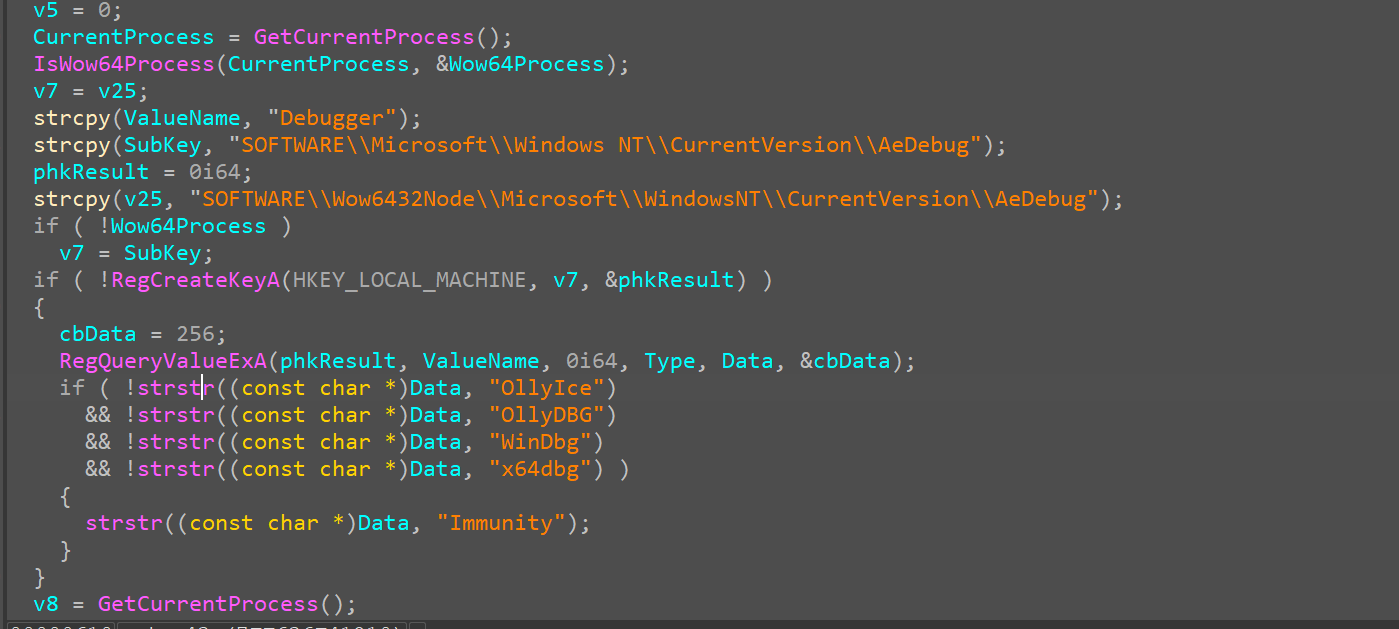 v5 = 0;
CurrentProcess = GetCurrentProcess();
IsWow64Process(CurrentProcess, &Wow64Process);
v7 = v25;
strcpy(ValueName, "Debugger");
strcpy(SubKey, "SOFTWARE\\Microsoft\\Windows NT\\CurrentVersion\\AeDebug");
phkResult = 0i64;
strcpy(v25, "SOFTWARE\\Wow6432Node\\Microsoft\\WindowsNT\\CurrentVersion\\AeDebug");
if ( !Wow64Process )
v7 = SubKey;
if ( !RegCreateKeyA(HKEY_LOCAL_MACHINE, v7, &phkResult) )
{
cbData = 256;
RegQueryValueExA(phkResult, ValueName, 0i64, Type, Data, &cbData);
if ( !strstr((const char *)Data, "OllyIce")
&& !strstr((const char *)Data, "OllyDBG")
&& !strstr((const char *)Data, "WinDbg")
&& !strstr((const char *)Data, "x64dbg") )
{
strstr((const char *)Data, "Immunity");
}
}
v8 = GetCurrentProcess();